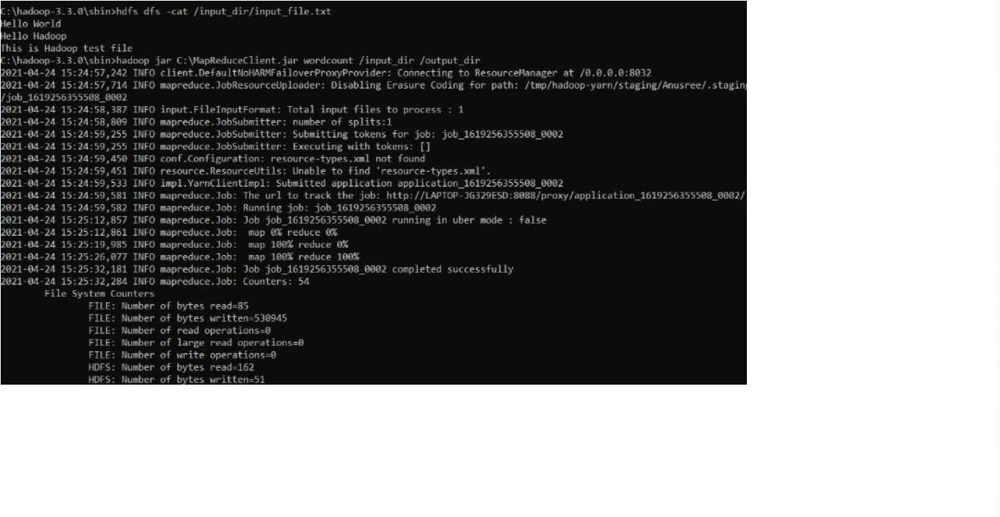 C:\hadoop-3.3.0\sbin>hdfs dfs -cat /input_dir/input_file.txt
Hello World
Hello Hadoop
This is Hadoop test file
C:\hadoop-3.3.0\sbin>hadoop jar C:\MapReduceClient.jar wordcount /input_dir /output_dir
2021-04-24 15:24:57,242 INFO client.DefaultNoHARMFailoverProxyProvider: Connecting to ResourceManager at /0.0.0.0:8032
2021-04-24 15:24:57,714 INFO mapreduce.JobResourceUploader: Disabling Erasure Coding for path: /tmp/hadoop-yarn/staging/Anusree/.staging
/job_1619256355508_0002
2021-04-24 15:24:58,387 INFO input.FileInputFormat: Total input files to process : 1
2021-04-24 15:24:58,809 INFO mapreduce.JobSubmitter: number of splits:1
2021-04-24 15:24:59,255 INFO mapreduce.JobSubmitter: Submitting tokens for job: job_1619256355508_0002
2021-04-24 15:24:59,255 INFO mapreduce.JobSubmitter: Executing with tokens: []
2021-04-24 15:24:59,450 INFO conf.Configuration: resource-types.xml not found
2021-04-24 15:24:59,451 INFO resource.ResourceUtils: Unable to find 'resource-types.xml'.
2021-04-24 15:24:59,533 INFO impl.YarnClientImpl: Submitted application application_1619256355508_0002
2021-04-24 15:24:59,581 INFO mapreduce.Job: The url to track the job: http://LAPTOP-JG329ESD:8088/proxy/application_1619256355508_0002/
2021-04-24 15:24:59,582 INFO mapreduce.Job: Running job: job_1619256355508_0002
2021-04-24 15:25:12,857 INFO mapreduce.Job: Job job_1619256355508_0002 running in uber mode : false
2021-04-24 15:25:12,861 INFO mapreduce.Job:  map 0% reduce 0%
2021-04-24 15:25:19,985 INFO mapreduce.Job:  map 100% reduce 0%
2021-04-24 15:25:26,077 INFO mapreduce.Job:  map 100% reduce 100%
2021-04-24 15:25:32,181 INFO mapreduce.Job: Job job_1619256355508_0002 completed successfully
2021-04-24 15:25:32,284 INFO mapreduce.Job: Counters: 54
File System Counters
FILE: Number of bytes read=85
FILE: Number of bytes written=530945
FILE: Number of read operations=0
FILE: Number of large read operations=0
FILE: Number of write operations=0
HDFS: Number of bytes read=162
HDFS: Number of bytes written=51